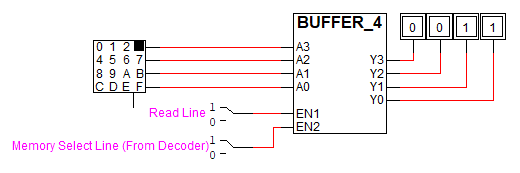 BUFFER_4
0 0 1 1
0 1 2
4 5 6 7
8 9 A B
C D E F
A3
A2
A1
A0
Y3
Y2
Y1
Y0
Read Line
1
0
EN1
EN2
Memory Select Line (From Decoder)
1
0